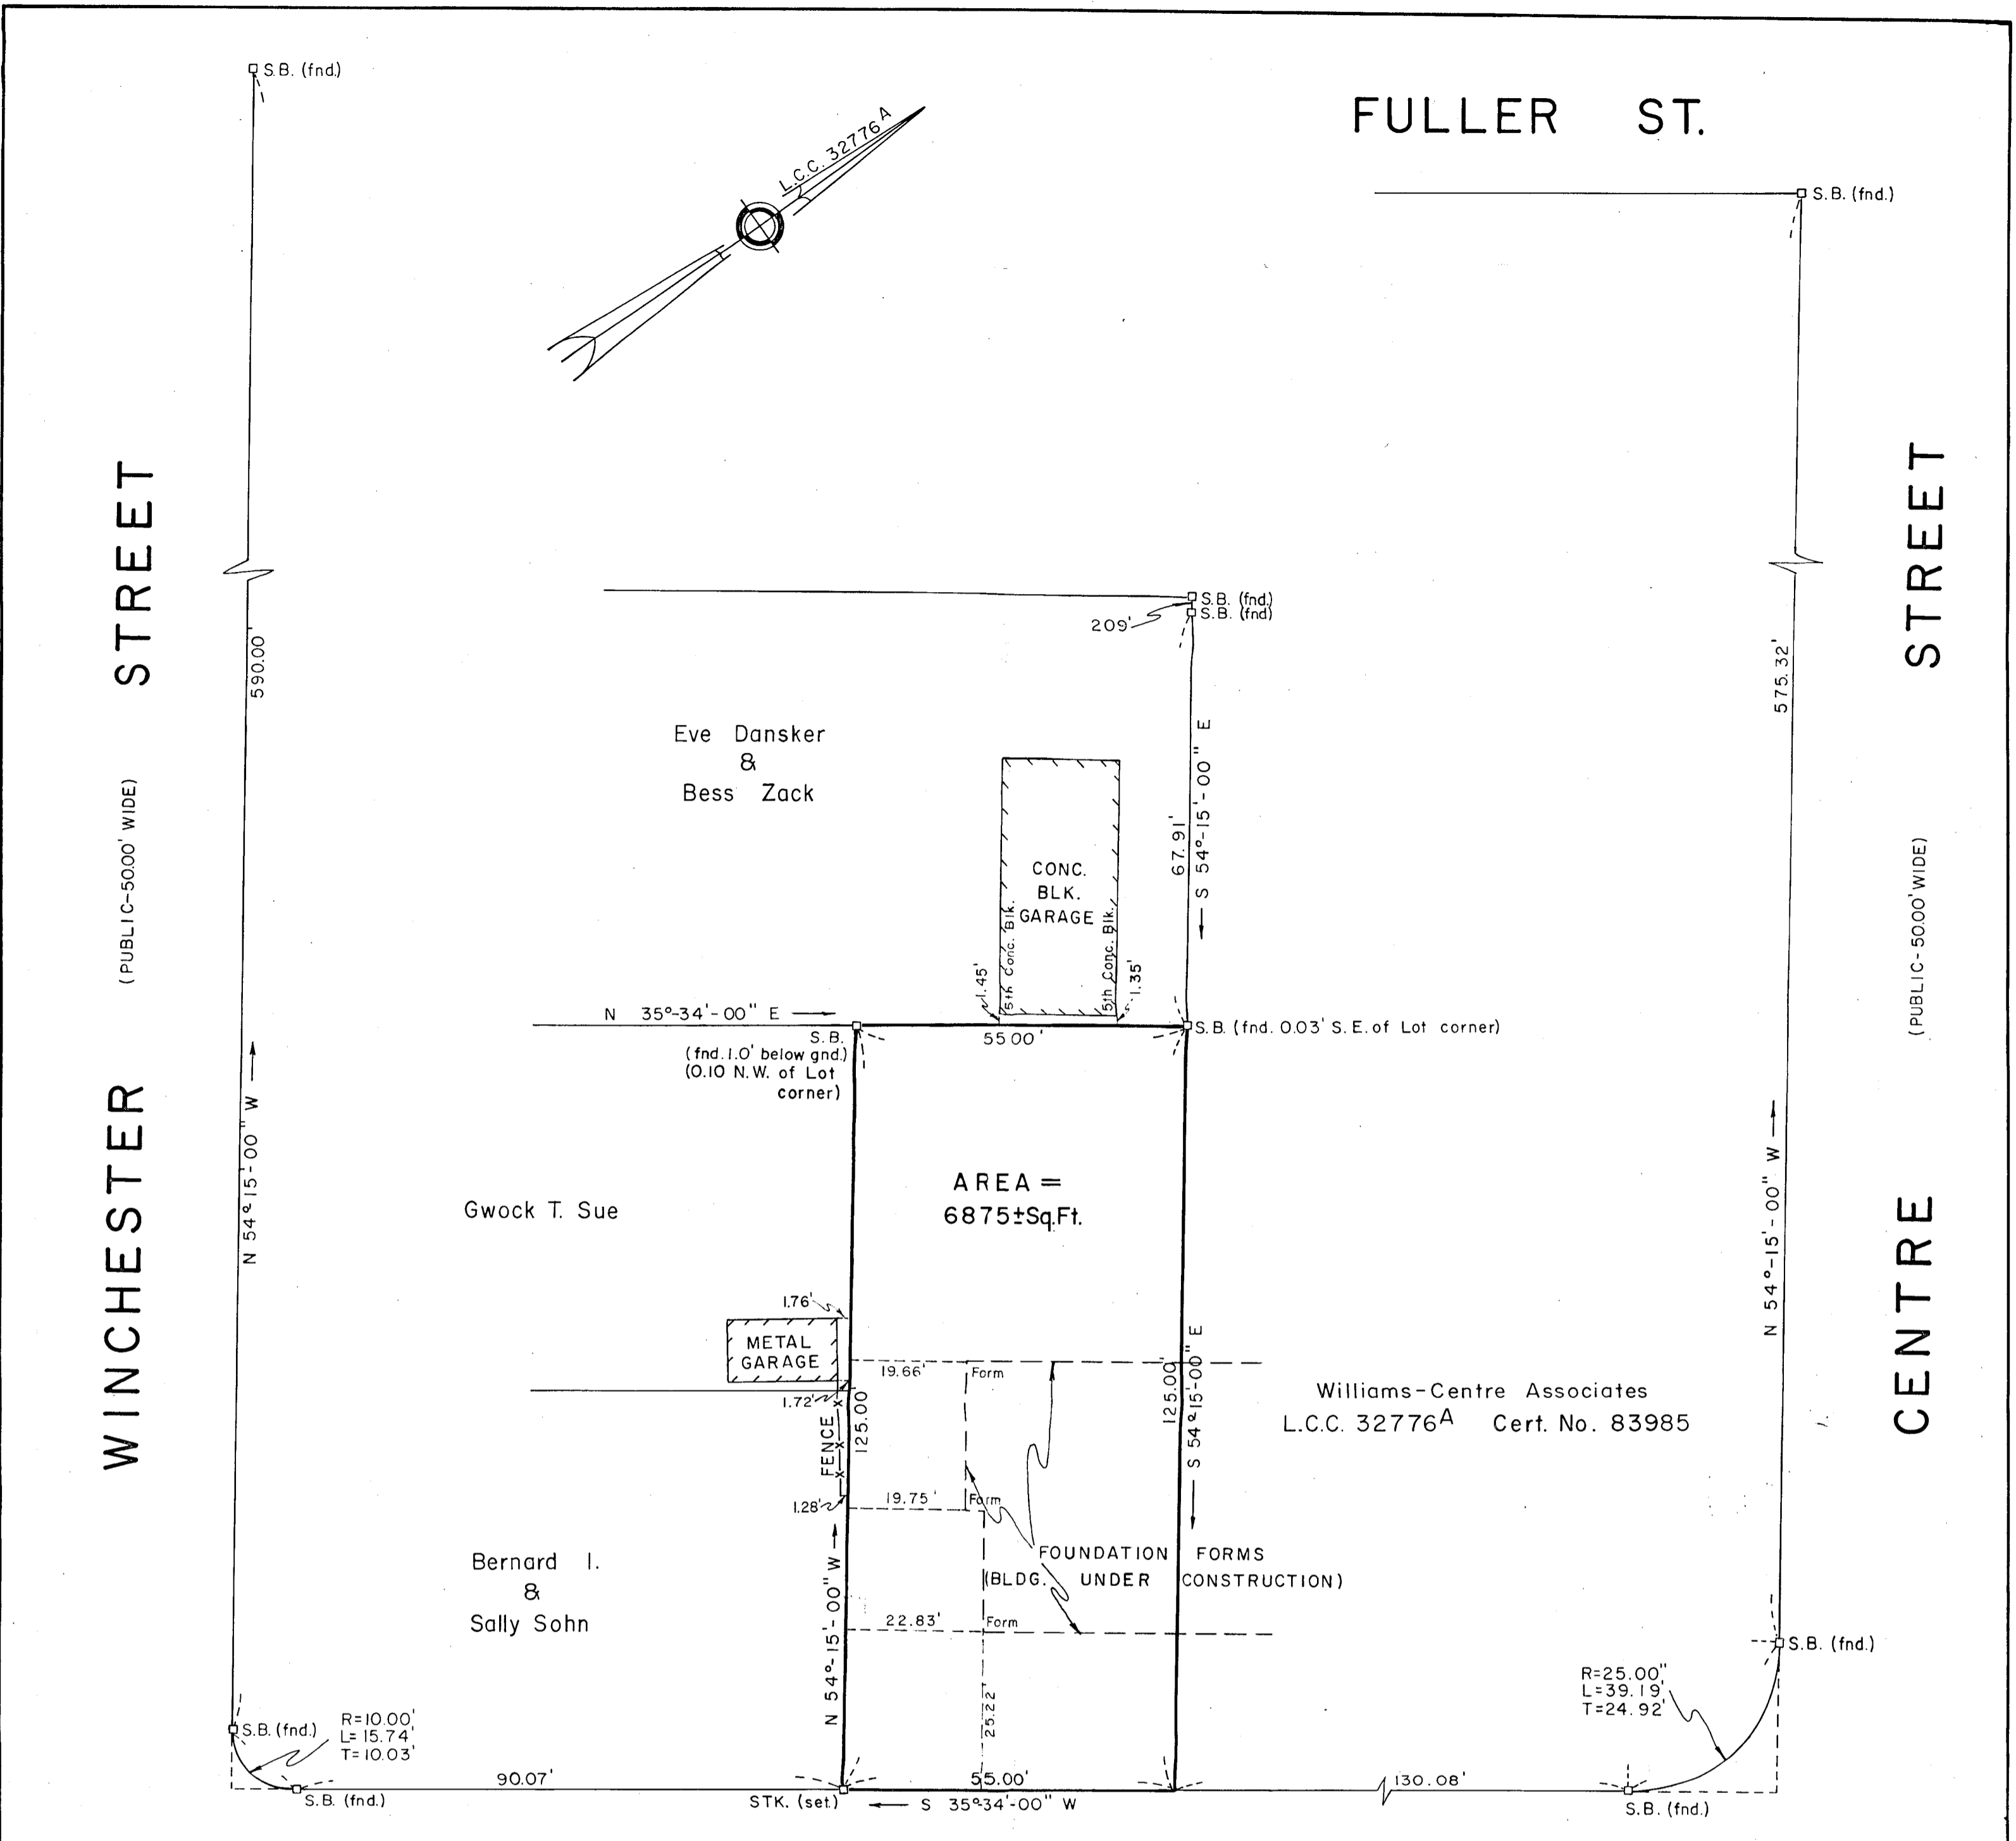 S.B. (fnd.)
FULLER ST.
L.C.C. 32776A
S.B. (fnd.)
WINCHESTER STREET
(PUBLIC-50.00' WIDE)
590.00'
N 54°-15'-00" W
S.B. (fnd.)
S.B. (fnd)
209'
Eve Dansker
&
Bess Zack
S 54°-15'-00" E
67.91'
CONC.
BLK.
GARAGE
5th Conc. Blk.
5th Conc. Blk.
1.45'
1.35'
575.32'
CENTRE STREET
(PUBLIC-50.00' WIDE)
N 54°-15'-00" W
N 35°-34'-00" E
S.B.
(fnd. 1.0' below gnd.)
(0.10 N.W. of Lot
corner)
55.00'
S.B. (fnd. 0.03' S.E. of Lot corner)
AREA =
6875±Sq.Ft.
Gwock T. Sue
1.76'
METAL
GARAGE
1.72'
FENCE
125.00
19.66'
Form
125.00'
S 54°-15'-00" E
Williams-Centre Associates
L.C.C. 32776A Cert. No. 83985
1.28'
19.75'
Form
FOUNDATION FORMS
(BLDG. UNDER CONSTRUCTION)
Bernard I.
&
Sally Sohn
N 54°-15'-00" W
22.83'
Form
25.22'
S.B. (fnd.)
R=25.00"
L=39.19'
T=24.92'
S.B. (fnd.)
R=10.00'
L=15.74'
T=10.03'
90.07'
55.00'
130.08'
S.B. (fnd.)
STK. (set.)
S 35°34'-00" W
S.B. (fnd.)